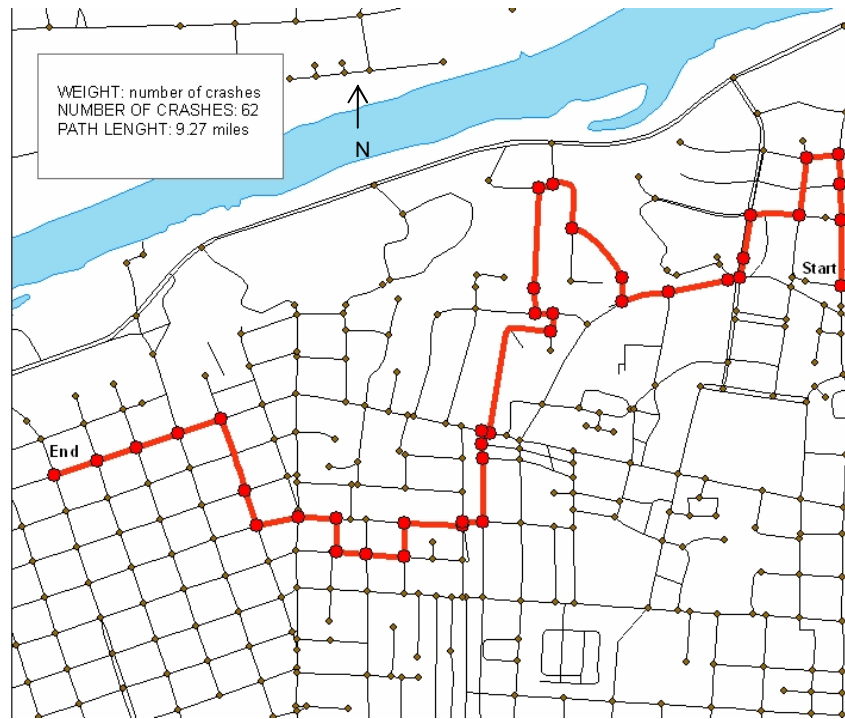 WEIGHT: number of crashes
NUMBER OF CRASHES: 62
PATH LENGHT: 9.27 miles
N
Start
End